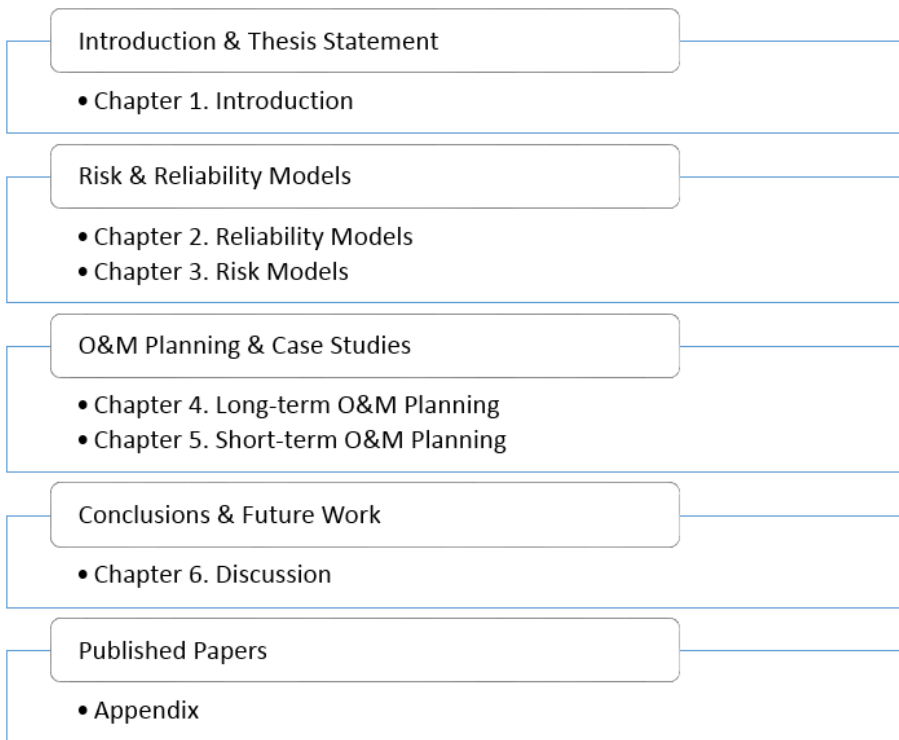 Introduction & Thesis Statement
• Chapter 1. Introduction
Risk & Reliability Models
• Chapter 2. Reliability Models
• Chapter 3. Risk Models
O&M Planning & Case Studies
• Chapter 4. Long-term O&M Planning
• Chapter 5. Short-term O&M Planning
Conclusions & Future Work
• Chapter 6. Discussion
Published Papers
• Appendix